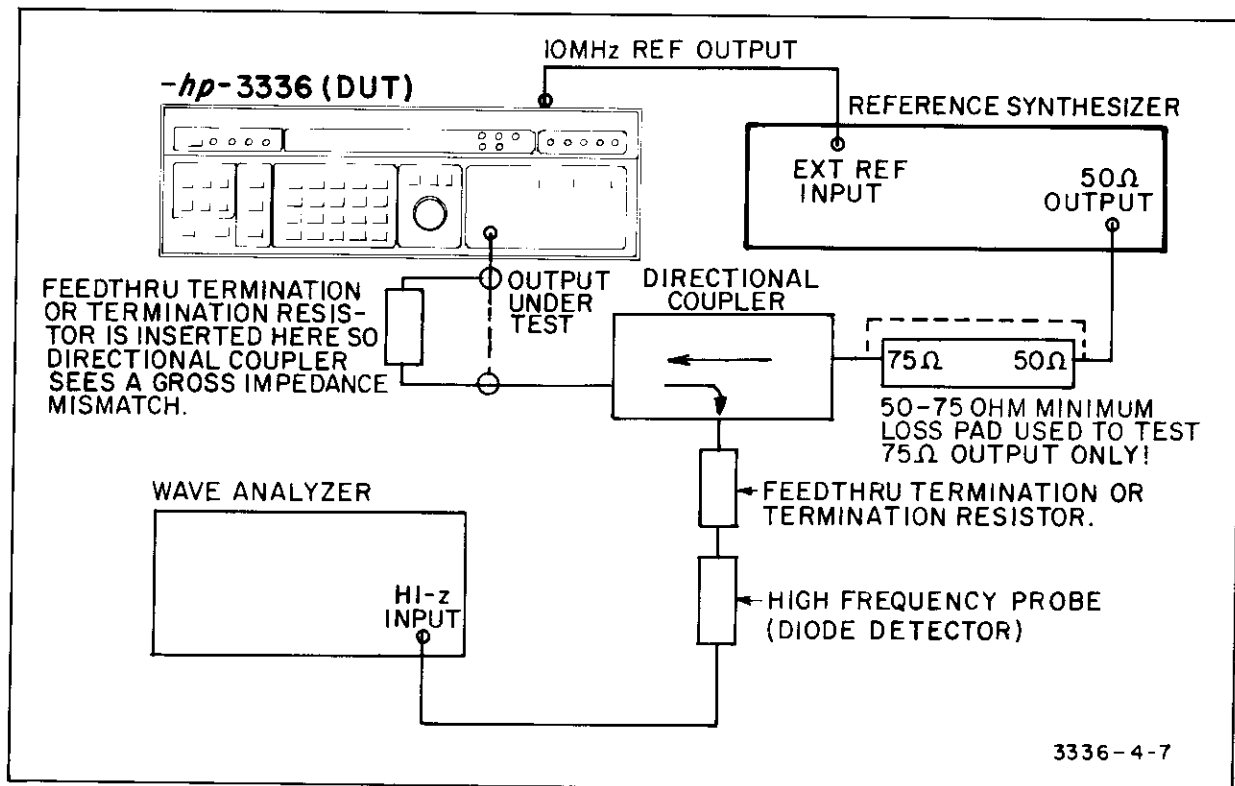 10MHz REF OUTPUT
-hp-3336 (DUT)
REFERENCE SYNTHESIZER
EXT REF
INPUT
50Ω
OUTPUT
OUTPUT
UNDER
TEST
DIRECTIONAL
COUPLER
FEEDTHRU TERMINATION
OR TERMINATION RESIS-
TOR IS INSERTED HERE SO
DIRECTIONAL COUPLER
SEES A GROSS IMPEDANCE
MISMATCH.
75Ω 50Ω
50-75 OHM MINIMUM
LOSS PAD USED TO TEST
75Ω OUTPUT ONLY!
WAVE ANALYZER
HI-z
INPUT
FEEDTHRU TERMINATION OR
TERMINATION RESISTOR.
HIGH FREQUENCY PROBE
(DIODE DETECTOR)
3336-4-7